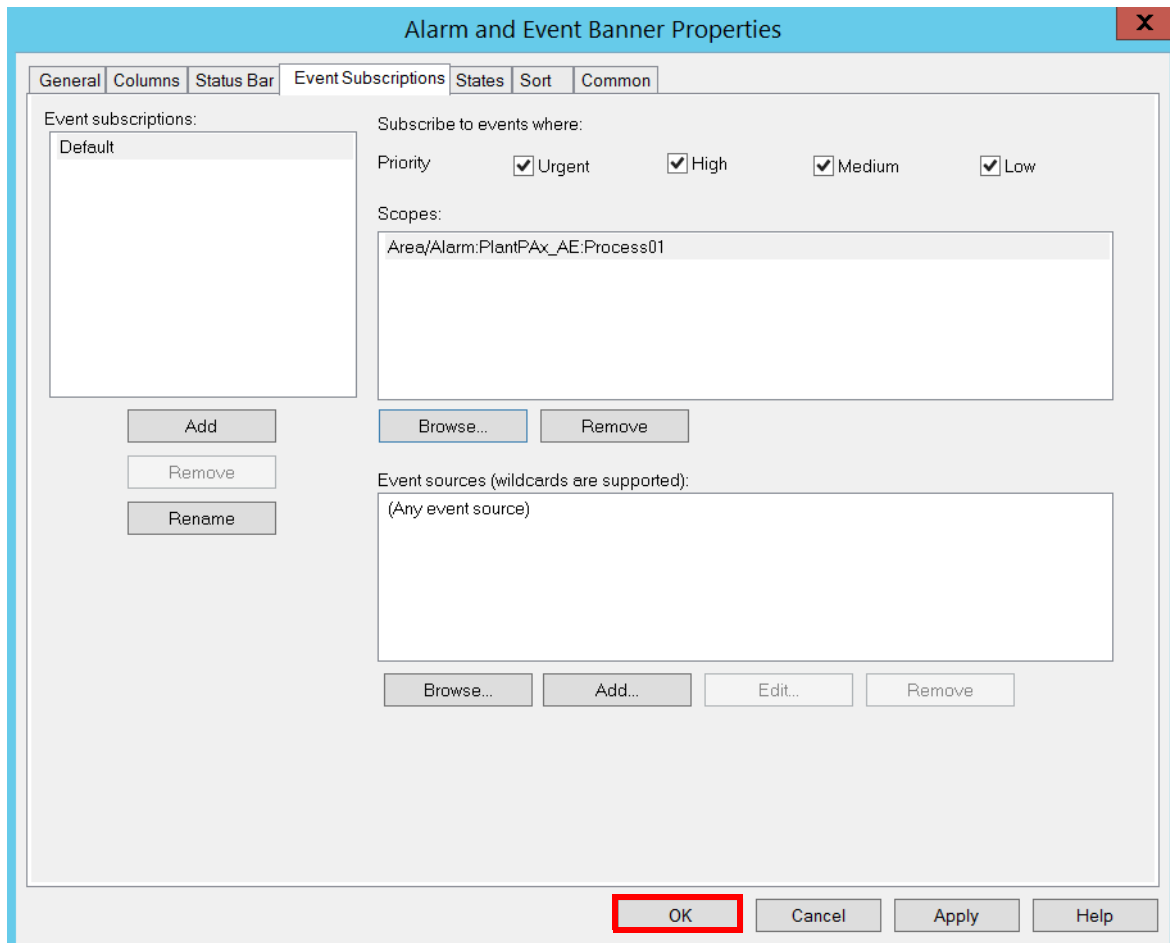 Alarm and Event Banner Properties
X
General Columns Status Bar Event Subscriptions States Sort Common
Event subscriptions:
Default
Add
Remove
Rename
Subscribe to events where:
Priority Urgent High Medium Low
Scopes:
Area/Alarm:PlantPAx_AE:Process01
Browse... Remove
Event sources (wildcards are supported):
(Any event source)
Browse... Add... Edit... Remove
OK Cancel Apply Help